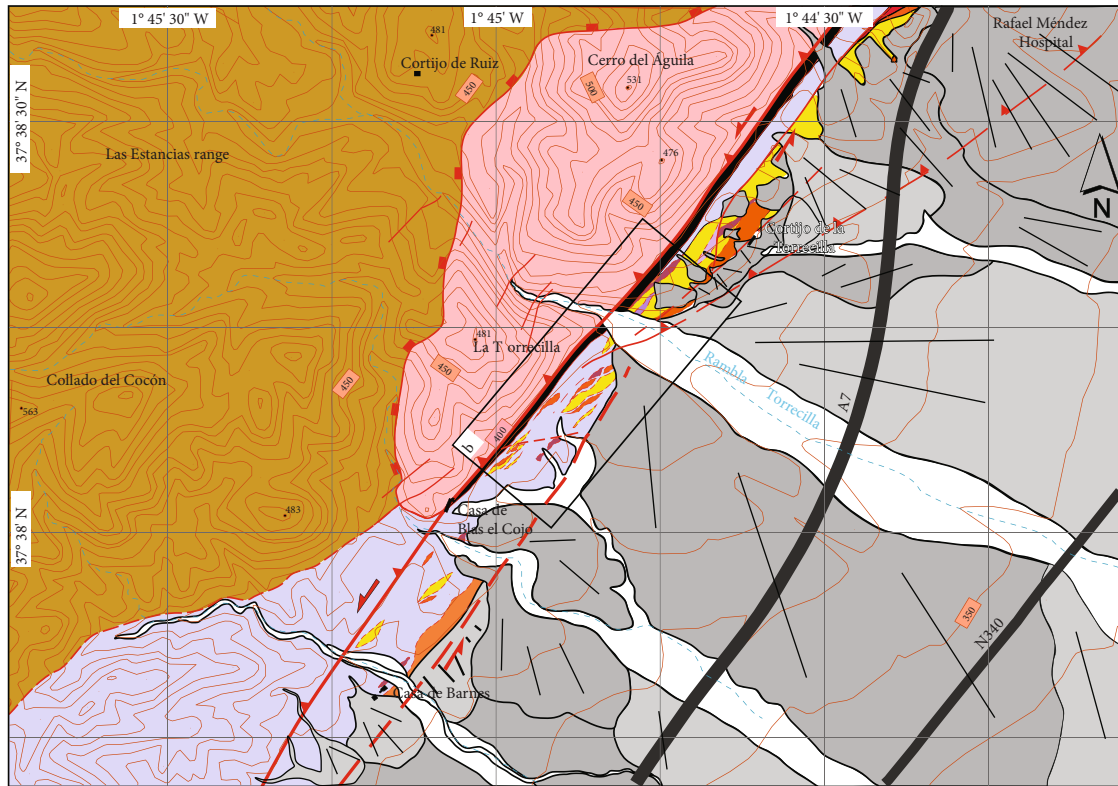 1° 45' 30" W
1° 45' W
1° 44' 30" W
Rafael Méndez
Hospital
481
Cortijo de Ruiz
Cerro del Águila
531
450
500
37° 38' 30" N
Las Estancias range
476
450
N
Cortijo de la
Torrecilla
481
La T orrecilla
450
450
Collado del Cocón
563
Rambla
Torrecilla
A7
400
b
483
Casa de
Blas el Cojo
37° 38' N
350
N340
Casa de Barnes